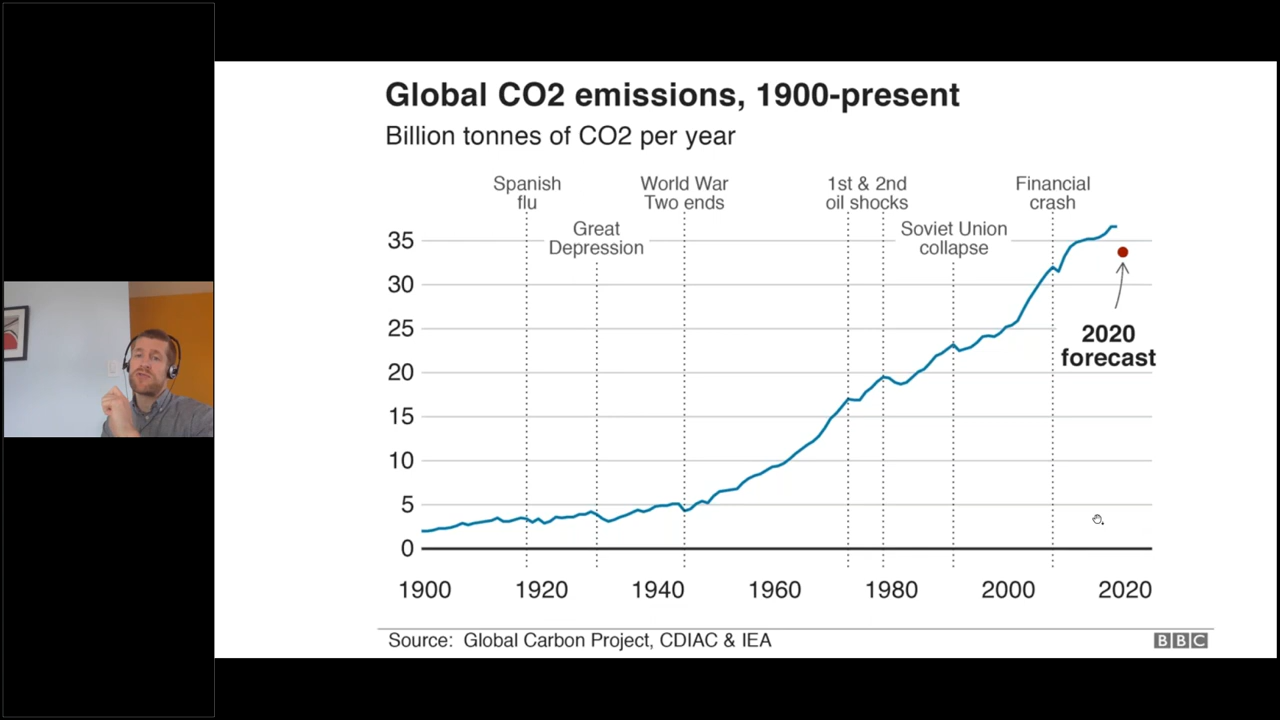 Global CO2 emissions, 1900-present
Billion tonnes of CO2 per year
Spanish
flu
World War
Two ends
1st & 2nd
oil shocks
Financial
crash
Great
Depression
Soviet Union
collapse
35
30
25
20
15
10
5
0
2020
forecast
1900
1920
1940
1960
1980
2000
2020
Source: Global Carbon Project, CDIAC & IEA
BBC